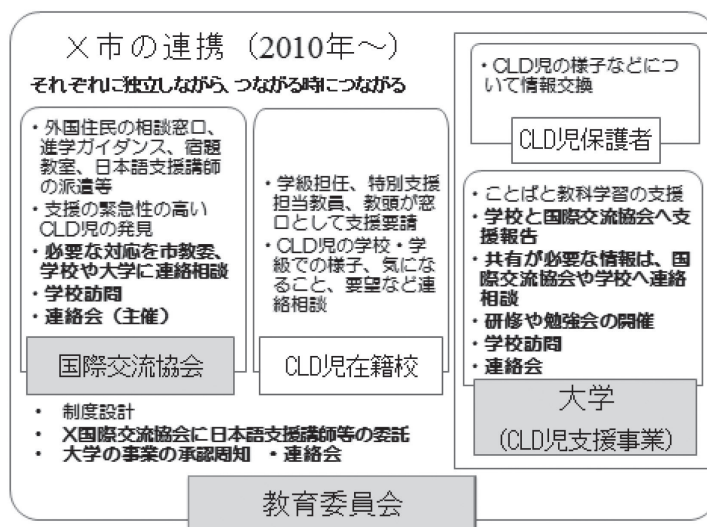 X市の連携（2010年～）
それぞれに独立しながら、つながる時につながる
・外国住民の相談窓口、
進学ガイダンス、宿題
教室、日本語支援講師
の派遣等
・支援の緊急性の高い
CLD児の発見
・必要な対応を市教委、
学校や大学に連絡相談
・学校訪問
・連絡会（主催）
国際交流協会
・学級担任、特別支援
担当教員、教頭が窓
口として支援要請
・CLD児の学校・学
級での様子、気にな
ること、要望など連
絡相談
CLD児在籍校
・CLD児の様子などにつ
いて情報交換
CLD児保護者
・ことばと教科学習の支援
・学校と国際交流協会へ支
援報告
・共有が必要な情報は、国
際交流協会や学校へ連絡
相談
・研修や勉強会の開催
・学校訪問
・連絡会
大学
（CLD児支援事業）
・ 制度設計
・ X国際交流協会に日本語支援講師等の委託
・ 大学の事業の承認周知 ・連絡会
教育委員会